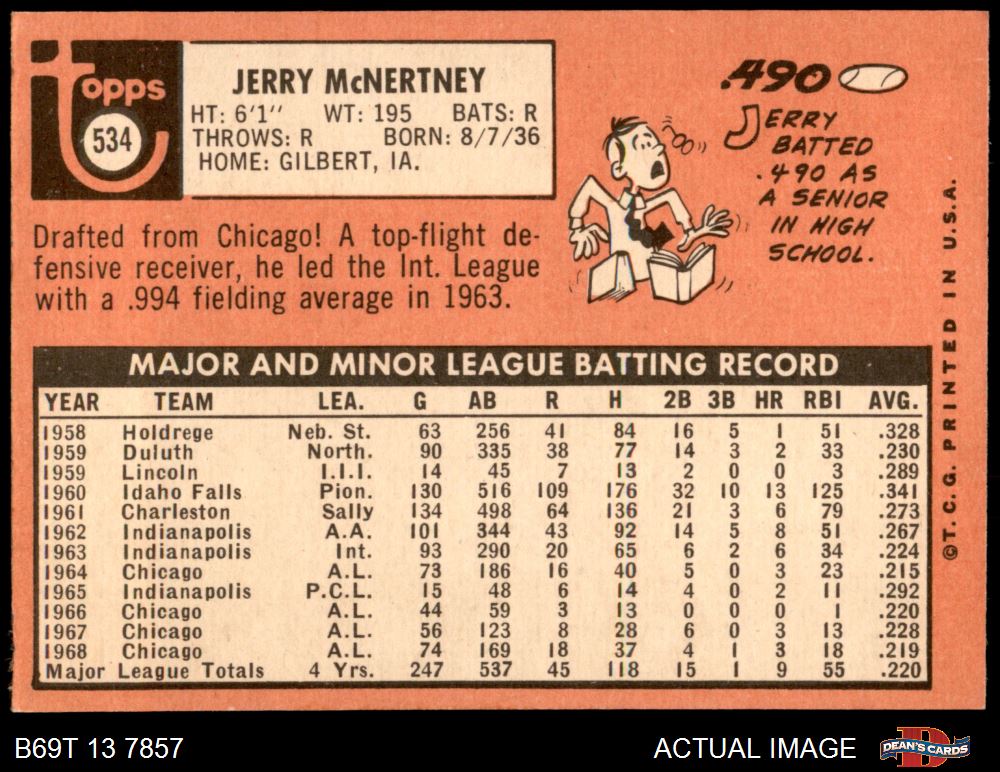 Topps
534
JERRY McNERTNEY
HT: 6'1" WT: 195 BATS: R
THROWS: R BORN: 8/7/36
HOME: GILBERT, IA.
Drafted from Chicago! A top-flight de-
fensive receiver, he led the Int. League
with a .994 fielding average in 1963.
.490
JERRY
BATTED
.490 AS
A SENIOR
IN HIGH
SCHOOL.
©T. C. G. PRINTED IN U.S.A.
MAJOR AND MINOR LEAGUE BATTING RECORD
YEAR TEAM LEA. G AB R H 2B 3B HR RBI AVG.
1958 Holdrege Neb. St. 63 256 41 84 16 5 1 51 .328
1959 Duluth North. 90 335 38 77 14 3 2 33 .230
1959 Lincoln I.I.I. 14 45 7 13 2 0 0 3 .289
1960 Idaho Falls Pion. 130 516 109 176 32 10 13 125 .341
1961 Charleston Sally 134 498 64 136 21 3 6 79 .273
1962 Indianapolis A.A. 101 344 43 92 14 5 8 51 .267
1963 Indianapolis Int. 93 290 20 65 6 2 6 34 .224
1964 Chicago A.L. 73 186 16 40 5 0 3 23 .215
1965 Indianapolis P.C.L. 15 48 6 14 4 0 2 11 .292
1966 Chicago A.L. 44 59 3 13 0 0 0 1 .220
1967 Chicago A.L. 56 123 8 28 6 0 3 13 .228
1968 Chicago A.L. 74 169 18 37 4 1 3 18 .219
Major League Totals 4 Yrs. 247 537 45 118 15 1 9 55 .220
B69T 13 7857
ACTUAL IMAGE
DEAN'S CARDS